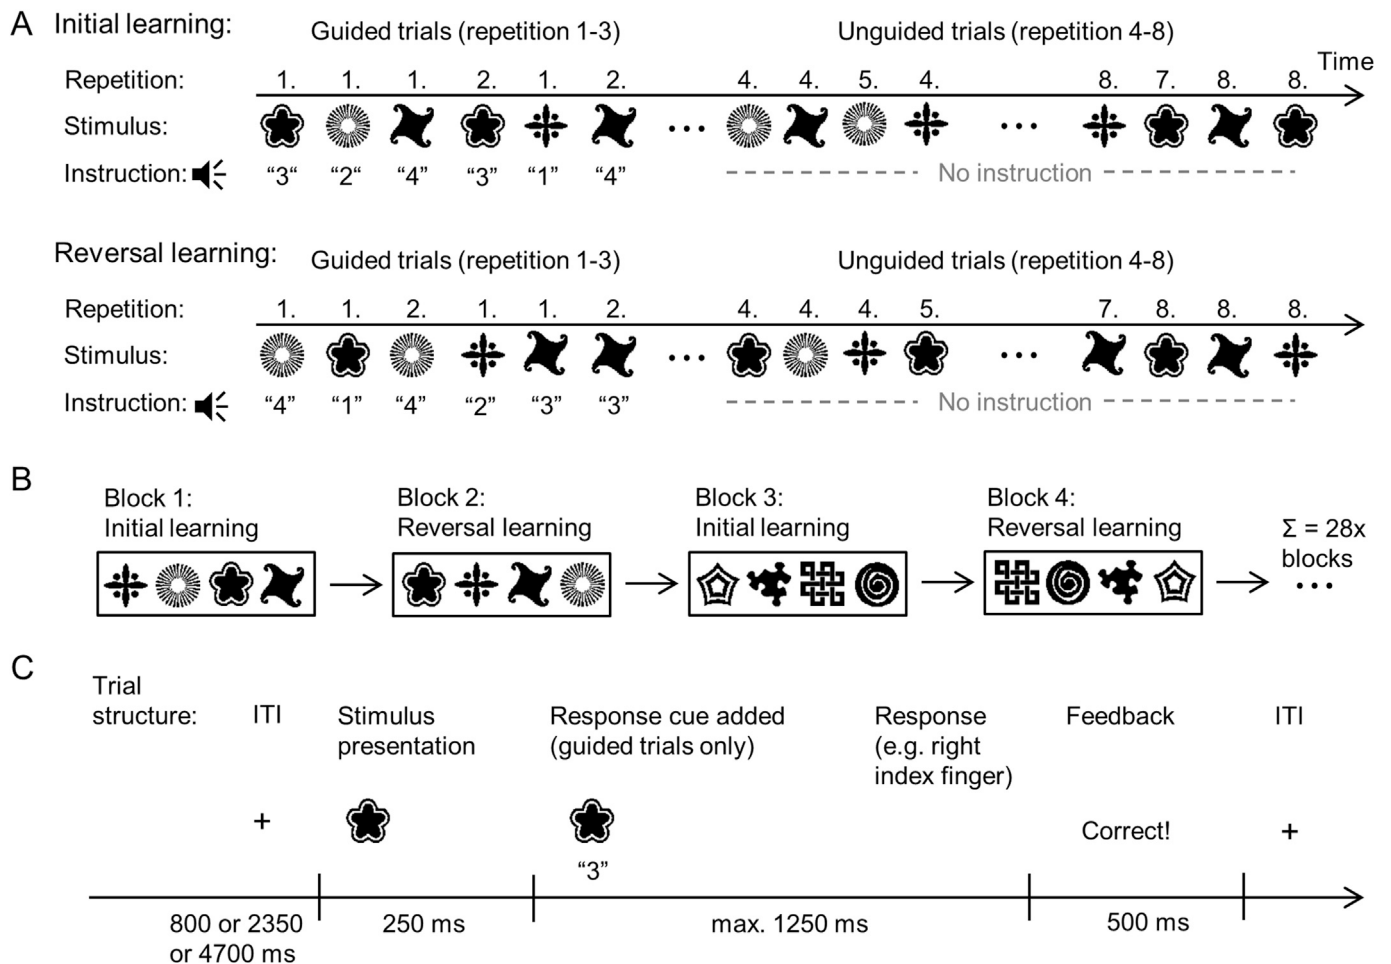 A
Initial learning:
Guided trials (repetition 1-3)
Unguided trials (repetition 4-8)
Time
Repetition: 1. 1. 1. 2. 1. 2. 4. 4. 5. 4. 8. 7. 8. 8.
Stimulus: ... ...
Instruction: “3“ “2“ “4” “3” “1” “4” No instruction
Reversal learning:
Guided trials (repetition 1-3)
Unguided trials (repetition 4-8)
Repetition: 1. 1. 2. 1. 1. 2. 4. 4. 4. 5. 7. 8. 8. 8.
Stimulus: ... ...
Instruction: “4” “1” “4” “2” “3” “3” No instruction
B
Block 1:
Initial learning
Block 2:
Reversal learning
Block 3:
Initial learning
Block 4:
Reversal learning
Σ = 28x
blocks
...
C
Trial
structure:
ITI
Stimulus
presentation
Response cue added
(guided trials only)
Response
(e.g. right
index finger)
Feedback
ITI
+
Correct!
+
“3”
800 or 2350
or 4700 ms
250 ms
max. 1250 ms
500 ms